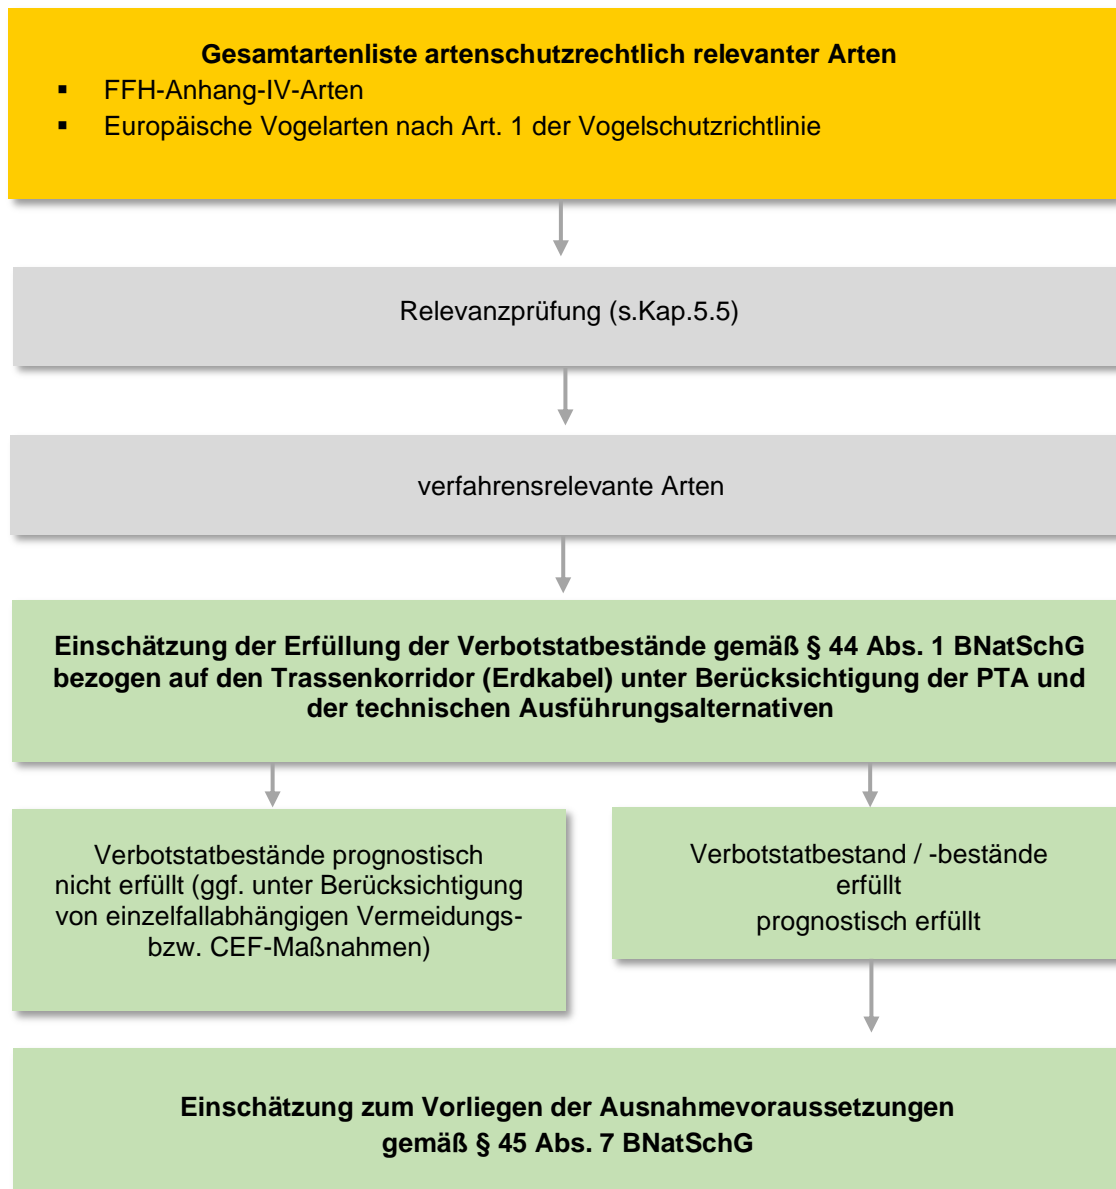 Gesamtartenliste artenschutzrechtlich relevanter Arten
▪ FFH-Anhang-IV-Arten
▪ Europäische Vogelarten nach Art. 1 der Vogelschutzrichtlinie
Relevanzprüfung (s.Kap.5.5)
verfahrensrelevante Arten
Einschätzung der Erfüllung der Verbotstatbestände gemäß § 44 Abs. 1 BNatSchG
bezogen auf den Trassenkorridor (Erdkabel) unter Berücksichtigung der PTA und
der technischen Ausführungsalternativen
Verbotstatbestände prognostisch
nicht erfüllt (ggf. unter Berücksichtigung
von einzelfallabhängigen Vermeidungs-
bzw. CEF-Maßnahmen)
Verbotstatbestand / -bestände
erfüllt
prognostisch erfüllt
Einschätzung zum Vorliegen der Ausnahmevoraussetzungen
gemäß § 45 Abs. 7 BNatSchG